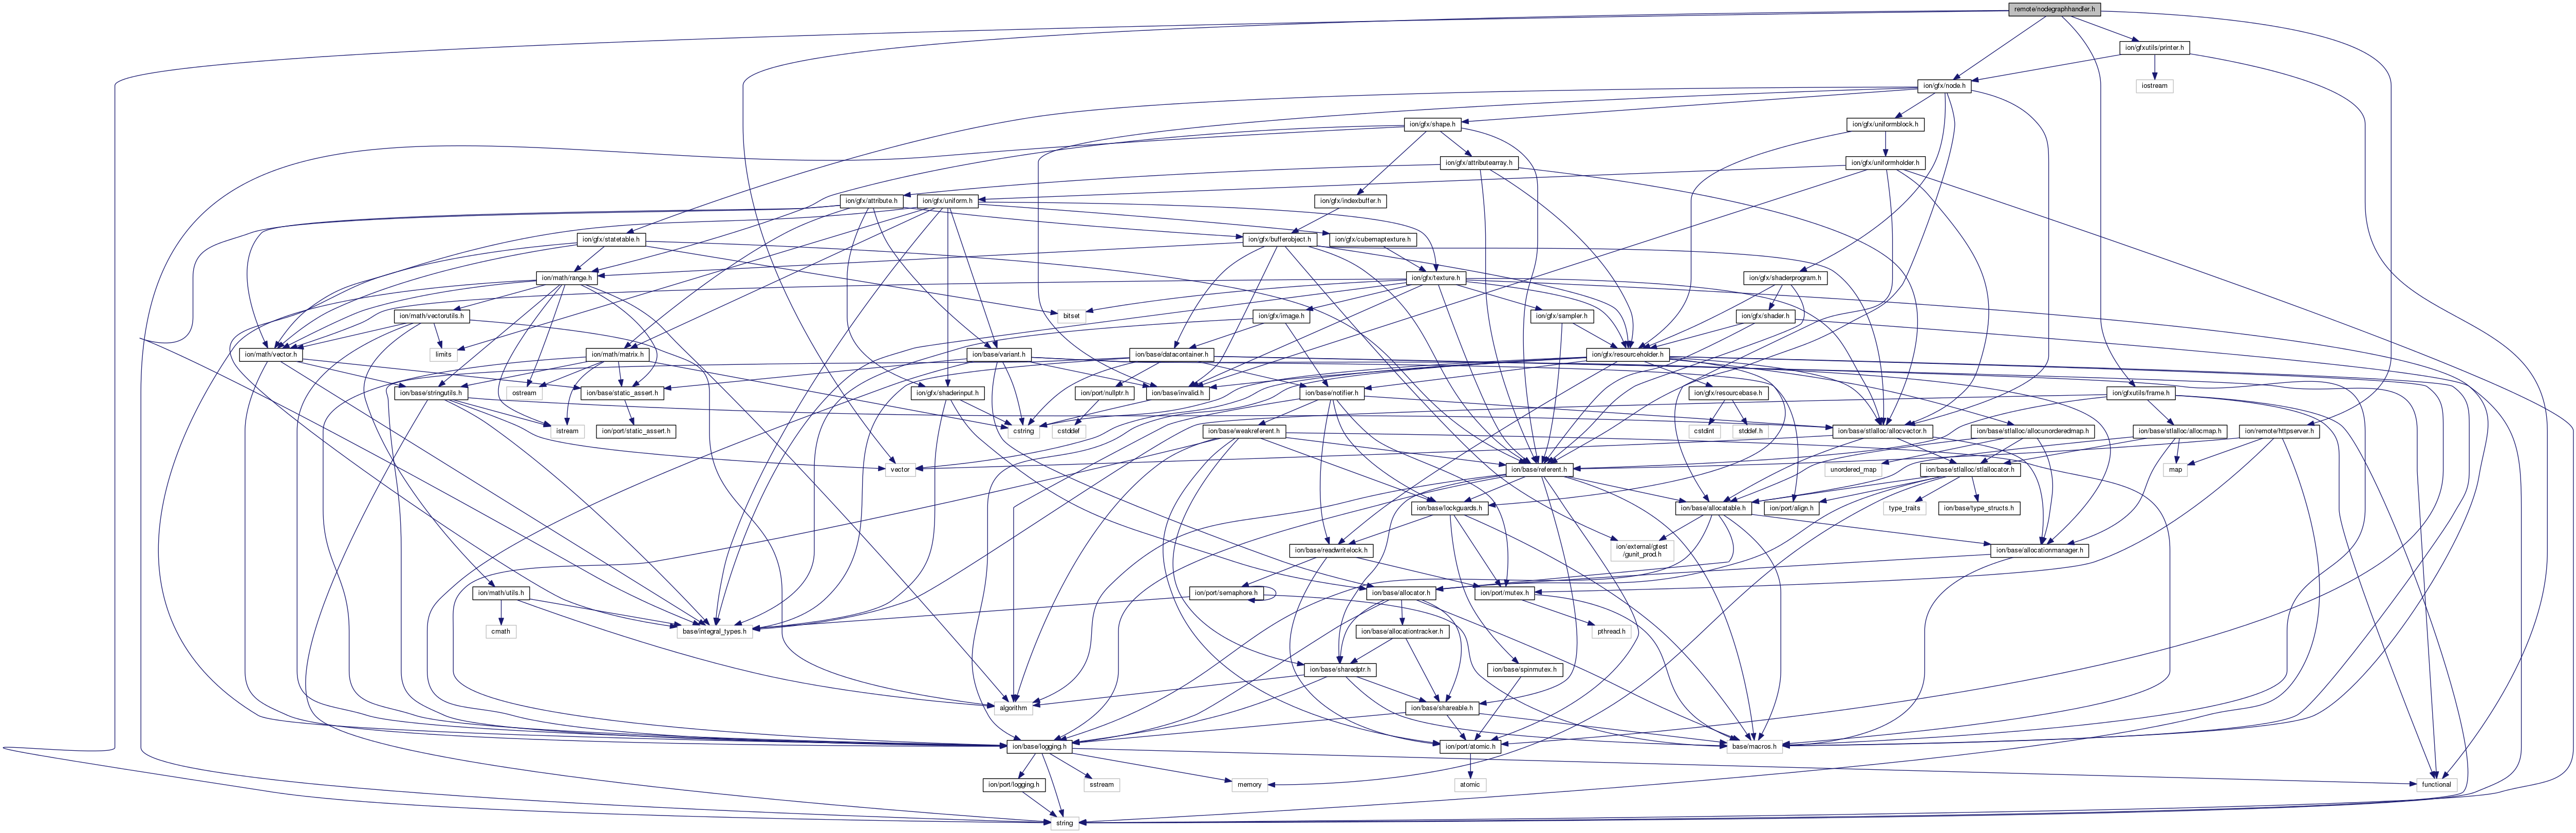 remote/nodegraphhandler.h
ion/gfxutils/printer.h
ion/gfx/node.h
iostream
ion/gfx/shape.h
ion/gfx/uniformblock.h
ion/gfx/attributearray.h
ion/gfx/uniformholder.h
ion/gfx/attribute.h
ion/gfx/uniform.h
ion/gfx/indexbuffer.h
ion/gfx/statetable.h
ion/gfx/bufferobject.h
ion/gfx/cubemaptexture.h
ion/math/range.h
ion/gfx/texture.h
ion/gfx/shaderprogram.h
ion/math/vectorutils.h
bitset
ion/gfx/image.h
ion/gfx/sampler.h
ion/gfx/shader.h
ion/math/vector.h
limits
ion/math/matrix.h
ion/base/variant.h
ion/base/datacontainer.h
ion/gfx/resourceholder.h
ion/base/stringutils.h
ostream
ion/base/static_assert.h
ion/gfx/shaderinput.h
ion/port/nullptr.h
ion/base/invalid.h
ion/base/notifier.h
ion/gfx/resourcebase.h
ion/gfxutils/frame.h
istream
ion/port/static_assert.h
cstring
cstddef
ion/base/weakreferent.h
cstdint
stddef.h
ion/base/stlalloc/allocvector.h
ion/base/stlalloc/allocunorderedmap.h
ion/base/stlalloc/allocmap.h
ion/remote/httpserver.h
vector
ion/base/referent.h
unordered_map
ion/base/stlalloc/stlallocator.h
map
ion/base/lockguards.h
ion/base/allocatable.h
ion/port/align.h
type_traits
ion/base/type_structs.h
ion/base/readwritelock.h
ion/external/gtest
/gunit_prod.h
ion/base/allocationmanager.h
ion/math/utils.h
ion/port/semaphore.h
ion/base/allocator.h
ion/port/mutex.h
cmath
base/integral_types.h
ion/base/allocationtracker.h
pthread.h
ion/base/sharedptr.h
ion/base/spinmutex.h
algorithm
ion/base/shareable.h
ion/base/logging.h
ion/port/atomic.h
base/macros.h
ion/port/logging.h
sstream
memory
atomic
functional
string